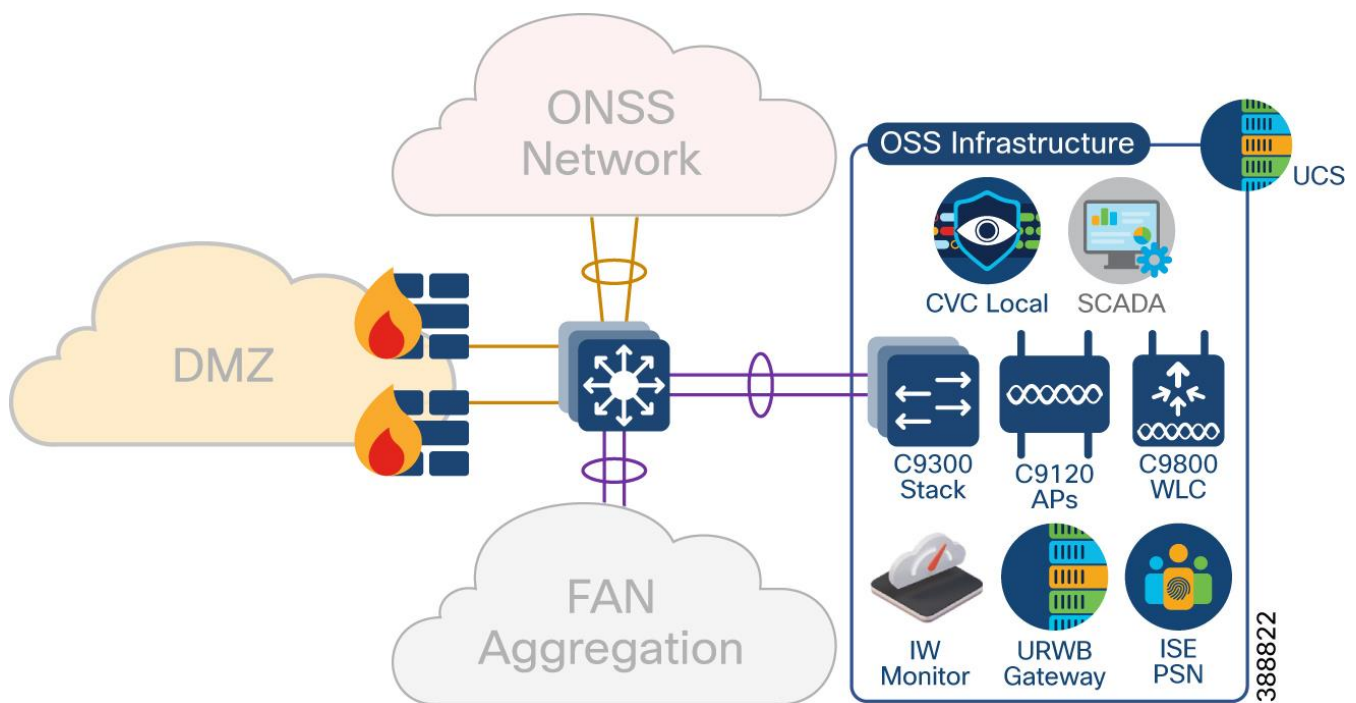 ONSS
Network
OSS Infrastructure
UCS
CVC Local
SCADA
DMZ
C9300
Stack
C9120
APs
C9800
WLC
FAN
Aggregation
IW
Monitor
URWB
Gateway
ISE
PSN
388822